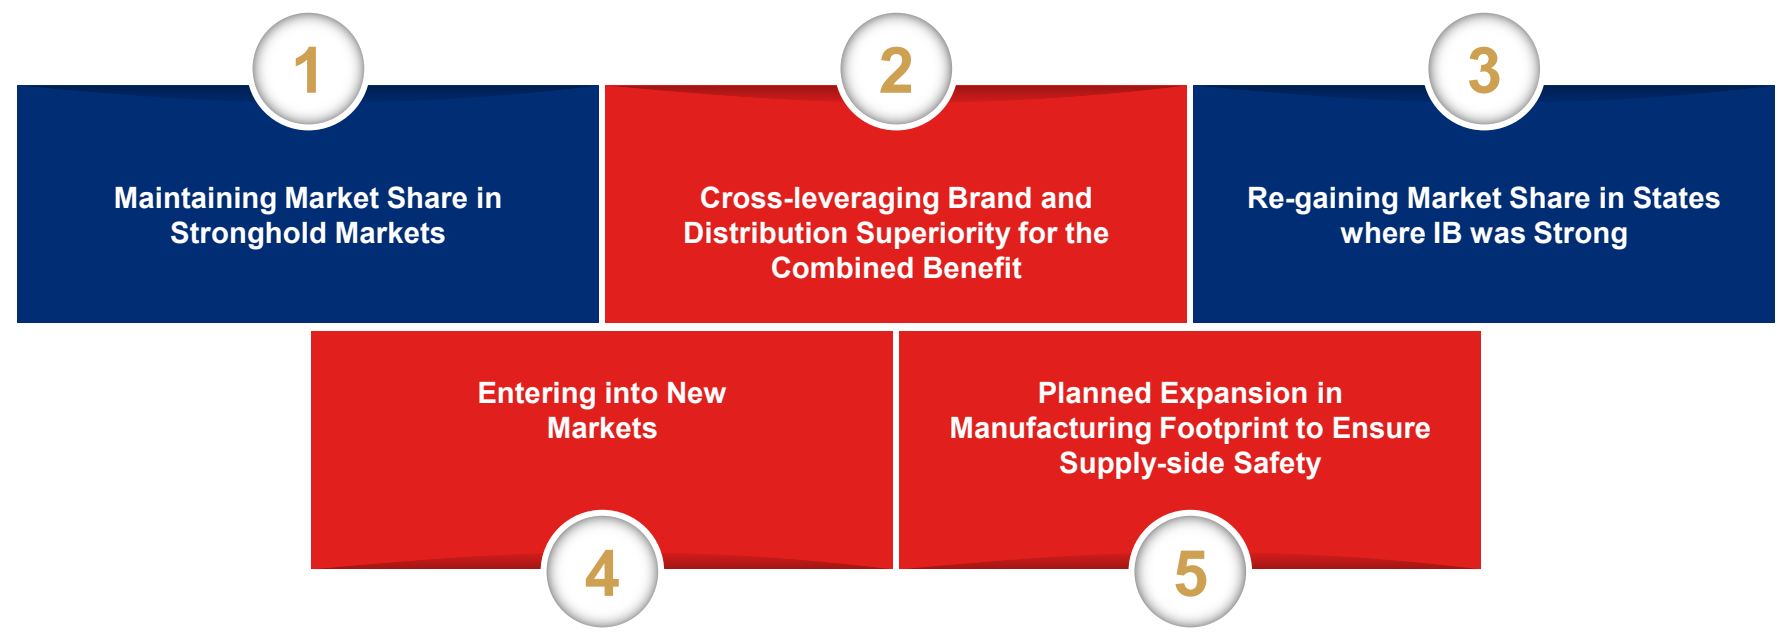 1
Maintaining Market Share in
Stronghold Markets
2
Cross-leveraging Brand and
Distribution Superiority for the
Combined Benefit
3
Re-gaining Market Share in States
where IB was Strong
Entering into New
Markets
4
Planned Expansion in
Manufacturing Footprint to Ensure
Supply-side Safety
5